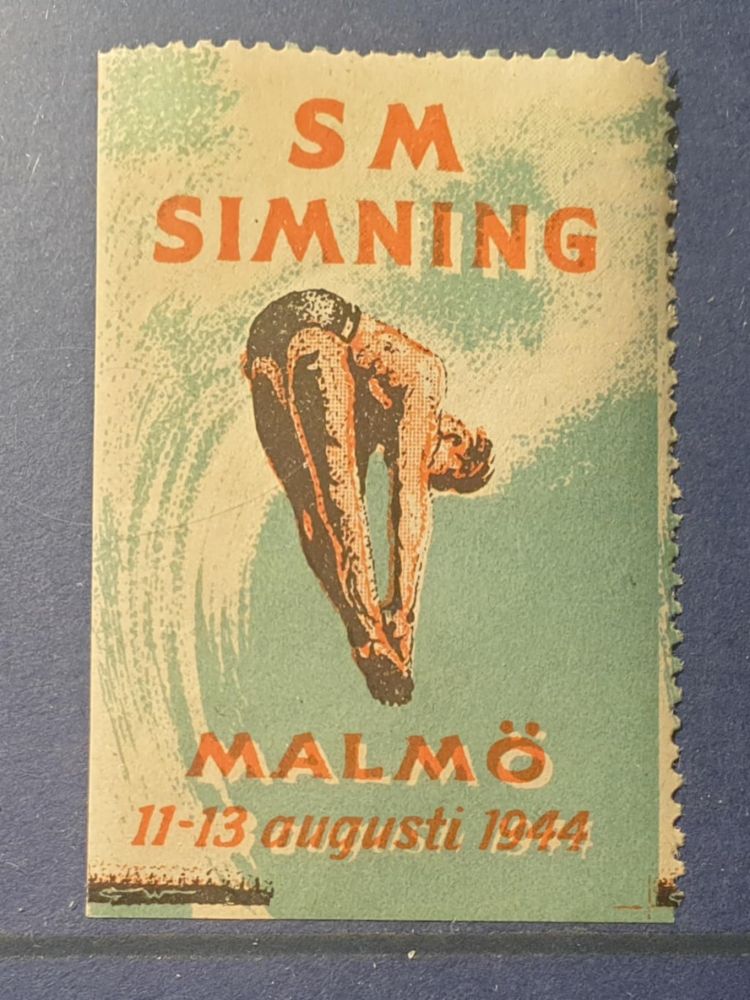 SM
SIMNING
MALMÖ
11-13 augusti 1944